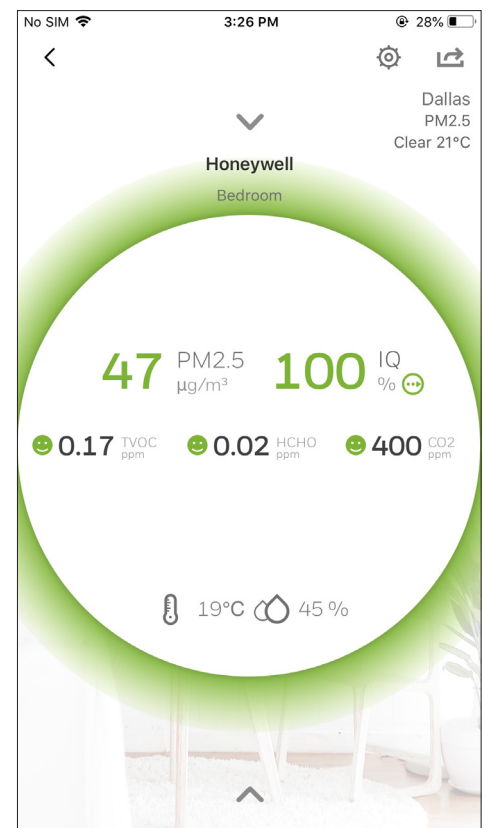 No SIM 3:26 PM 28%
Dallas
PM2.5
Clear 21°C
Honeywell
Bedroom
47 PM2.5 µg/m³ 100 IQ %
0.17 TVOC ppm 0.02 HCHO ppm 400 CO2 ppm
19°C 45 %